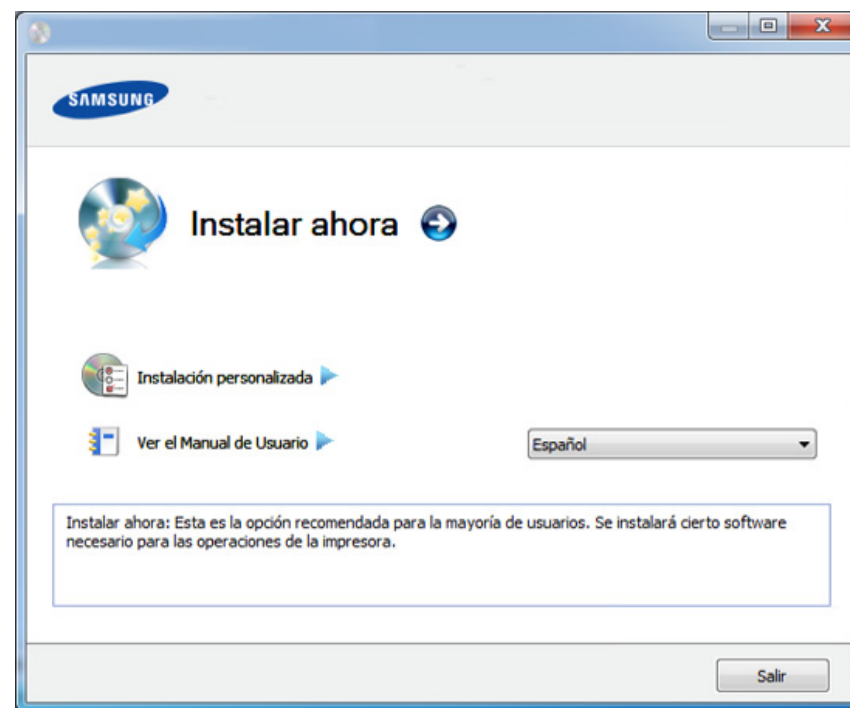 SAMSUNG
Instalar ahora
Instalación personalizada
Ver el Manual de Usuario
Español
Instalar ahora: Esta es la opción recomendada para la mayoría de usuarios. Se instalará cierto software
necesario para las operaciones de la impresora.
Salir